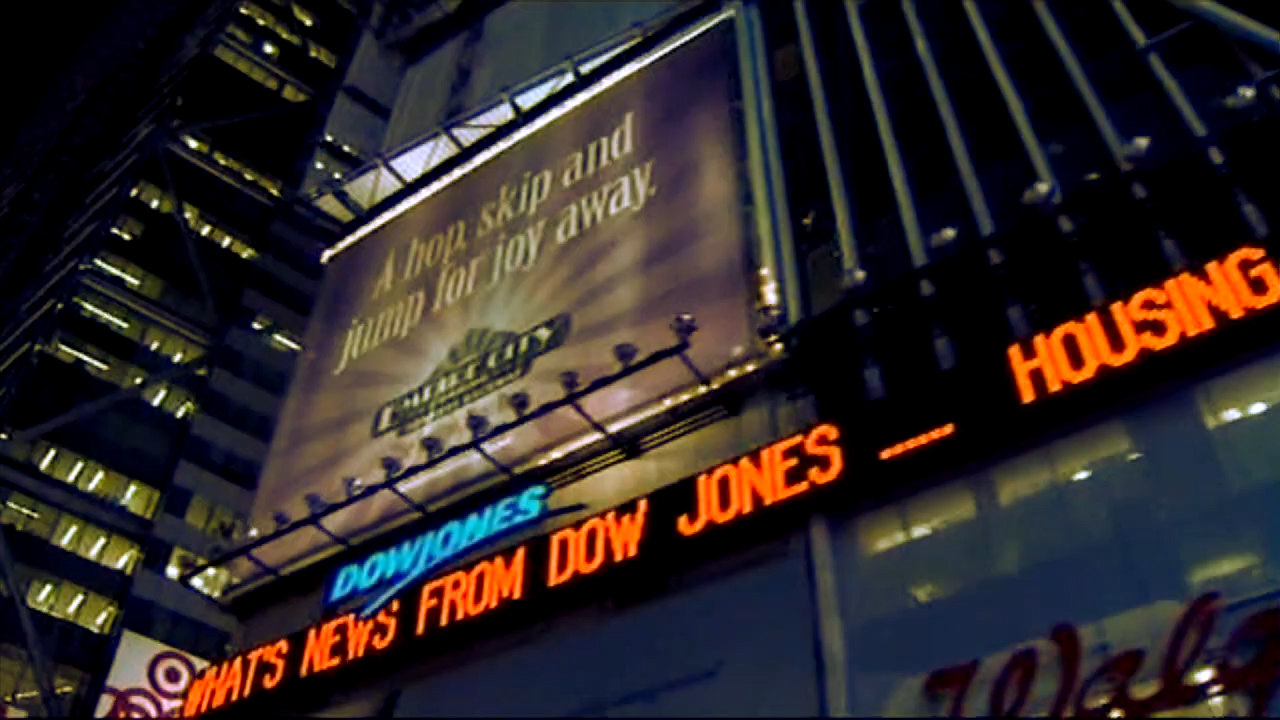 A hop, skip and
jump for joy away.
DOWJONES
WHAT'S NEWS FROM DOW JONES ...... HOUSING